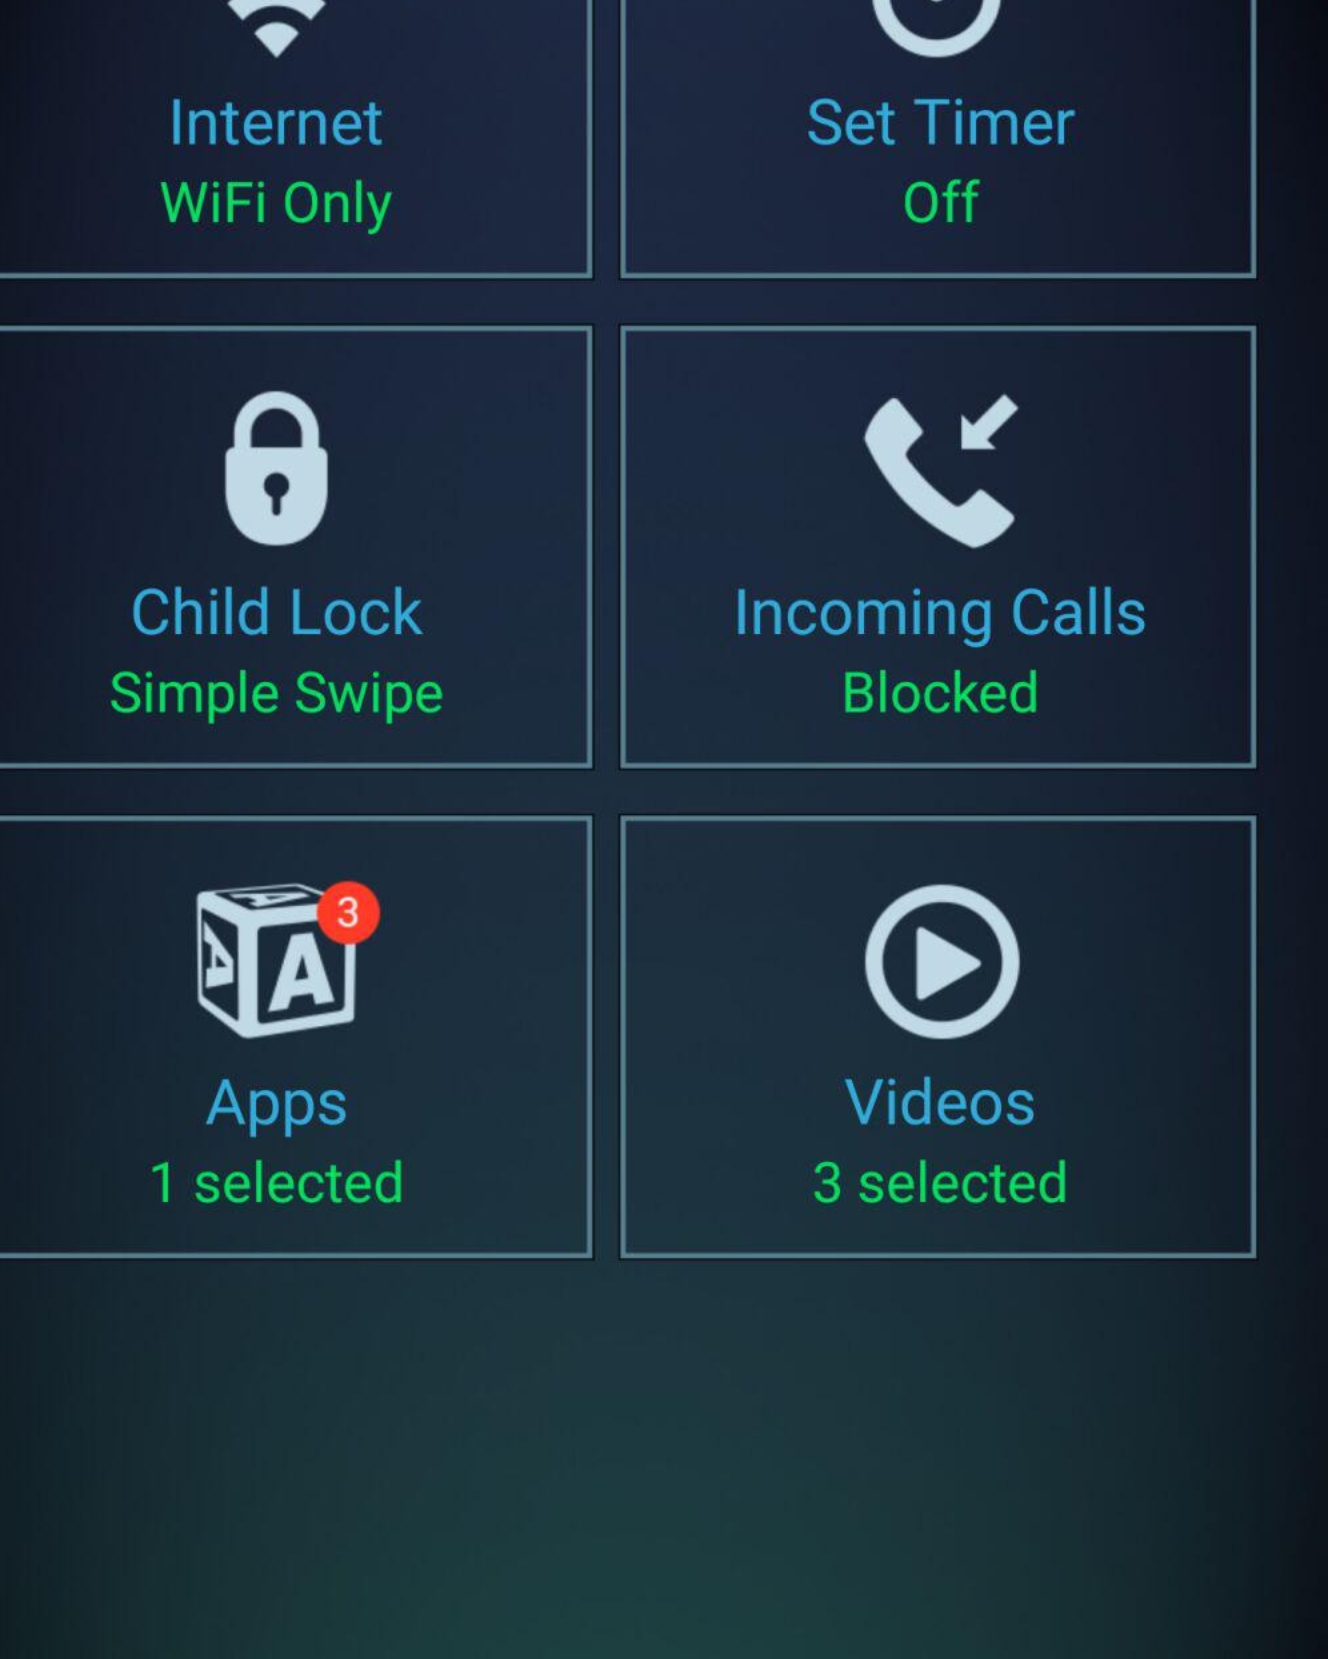 Internet
WiFi Only
Set Timer
Off
Child Lock
Simple Swipe
Incoming Calls
Blocked
A
A
A
3
Apps
1 selected
Videos
3 selected